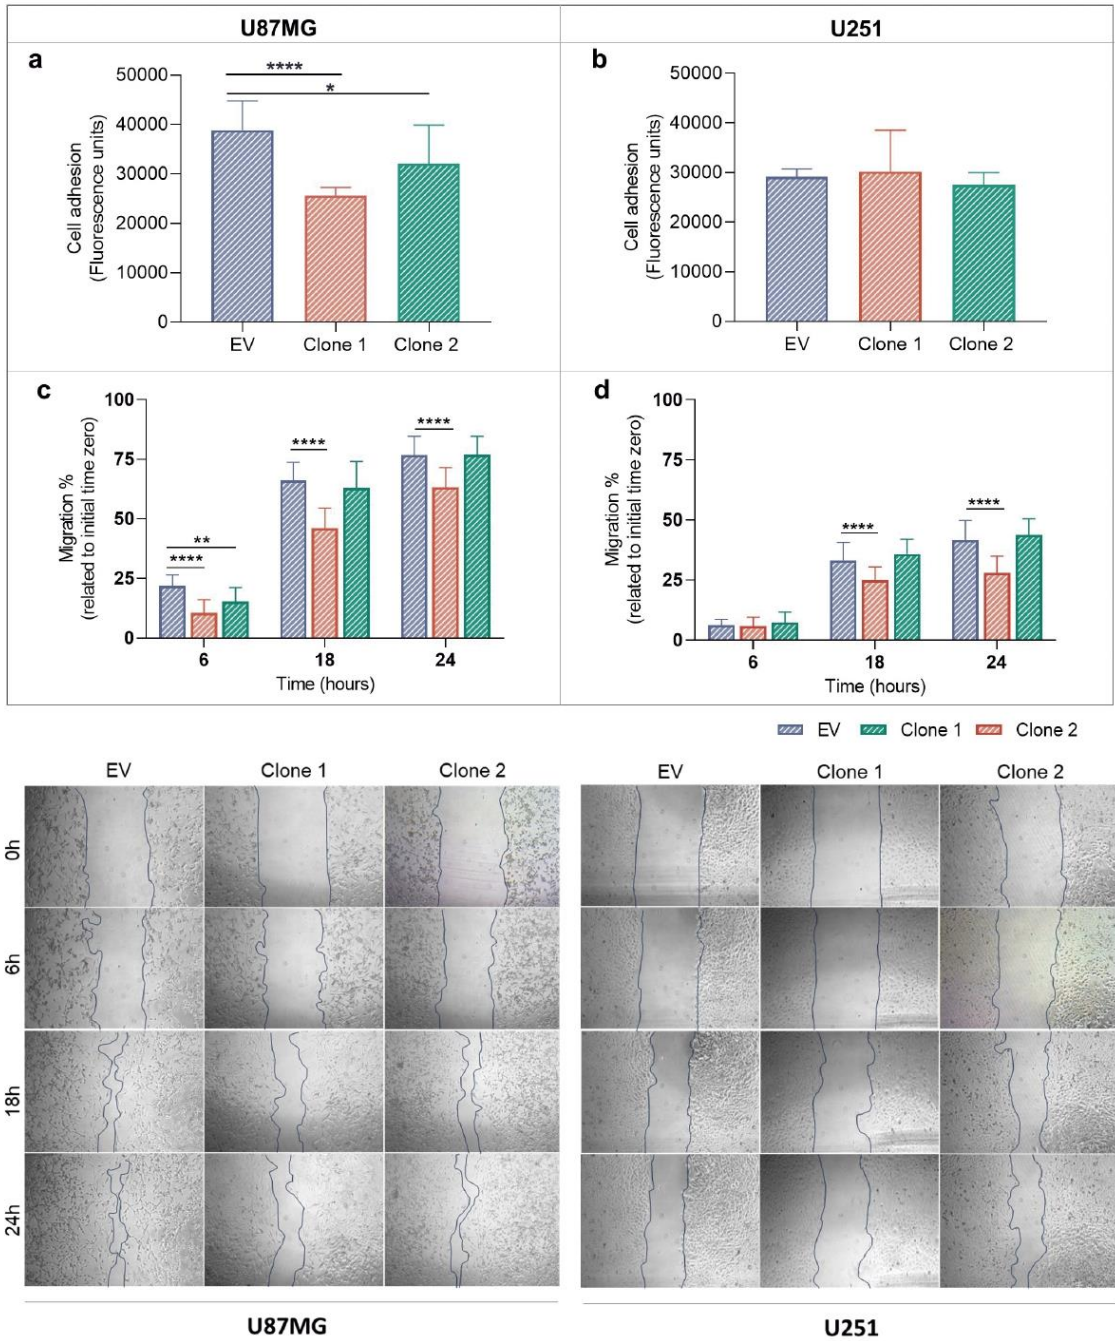 U87MG
U251
a
50000
40000
30000
20000
10000
0
Cell adhesion
(Fluorescence units)
****
*
EV
Clone 1
Clone 2
b
50000
40000
30000
20000
10000
0
Cell adhesion
(Fluorescence units)
EV
Clone 1
Clone 2
c
100
75
50
25
0
Migration %
(related to initial time zero)
****
**
****
****
6
18
24
Time (hours)
d
100
75
50
25
0
Migration %
(related to initial time zero)
****
****
6
18
24
Time (hours)
EV
Clone 1
Clone 2
EV
Clone 1
Clone 2
EV
Clone 1
Clone 2
0h
6h
18h
24h
U87MG
U251